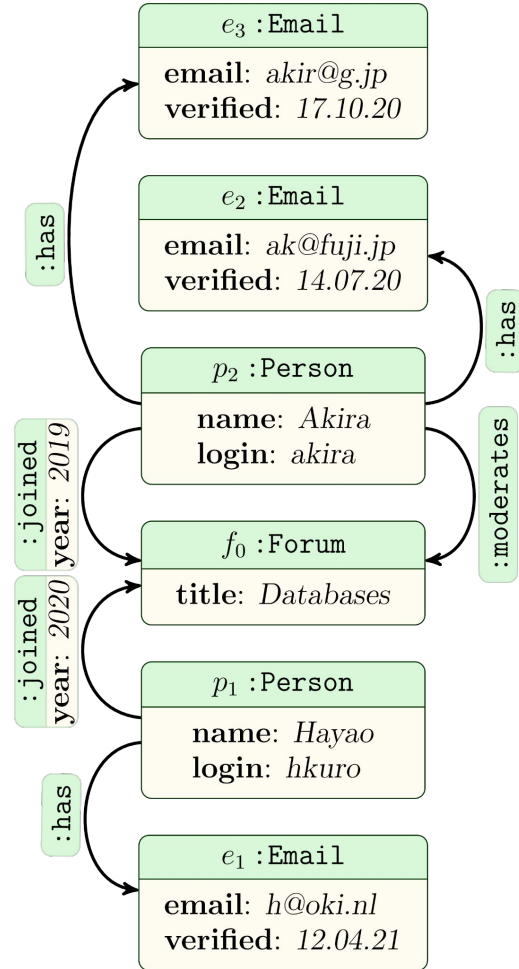 e3 :Email
email: akir@g.jp
verified: 17.10.20
:has
e2 :Email
email: ak@fuji.jp
verified: 14.07.20
:has
p2 :Person
name: Akira
login: akira
:joined
year: 2019
:moderates
f0 :Forum
title: Databases
:joined
year: 2020
p1 :Person
name: Hayao
login: hkuro
:has
e1 :Email
email: h@oki.nl
verified: 12.04.21